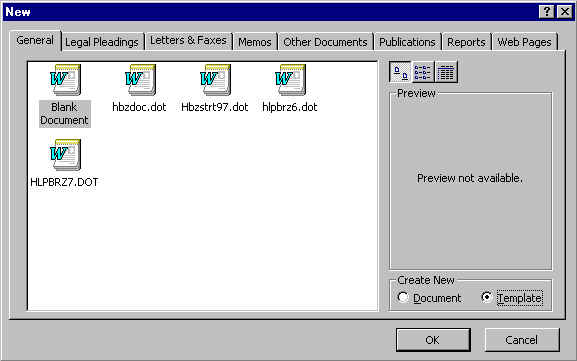 New
General Legal Pleadings Letters & Faxes Memos Other Documents Publications Reports Web Pages
Blank
Document
hbzdoc.dot
Hbzstrt97.dot
hlpbrz6.dot
HLPBRZ7.DOT
Preview
Preview not available.
Create New
Document Template
OK Cancel